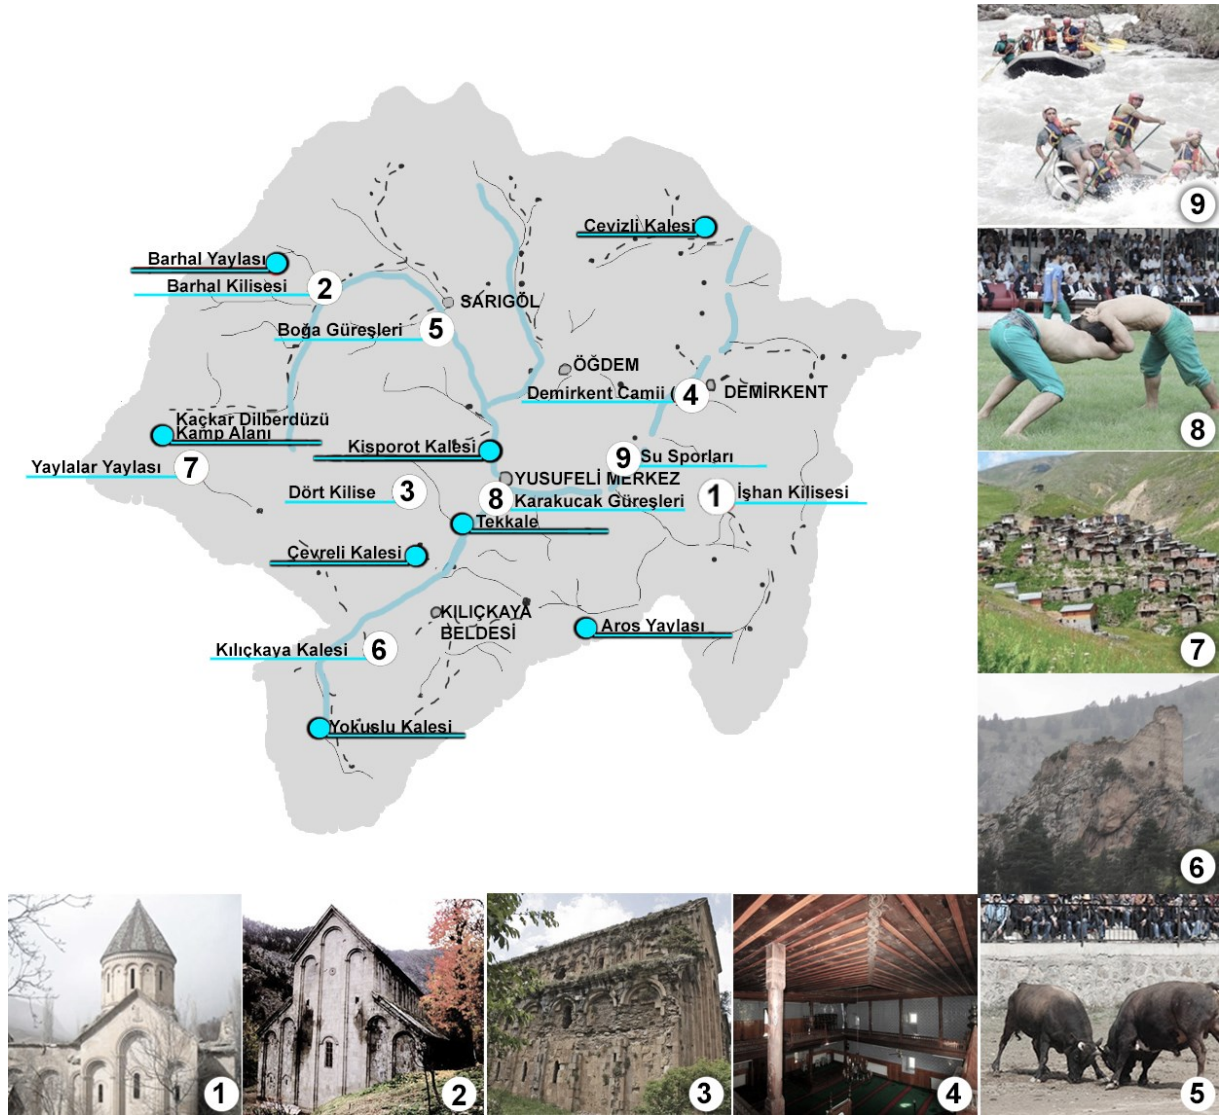 9
Cevizli Kalesi
Barhal Yaylası
Barhal Kilisesi
2
SARIGÖL
Boğa Güreşleri
5
ÖĞDEM
Demirkent Camii (
4
DEMİRKENT
8
Kaçkar Dilberdüzü
Kamp Alanı
Kisporot Kalesi
9
Su Sporları
Yaylalar Yaylası
7
YUSUFELİ MERKEZ
Dört Kilise
3
8
Karakucak Güreşleri
1
İşhan Kilisesi
Tekkale
Çevreli Kalesi
KILIÇKAYA
BELDESİ
Aros Yaylası
Kılıçkaya Kalesi
6
7
Yokuslu Kalesi
6
1
2
3
4
5